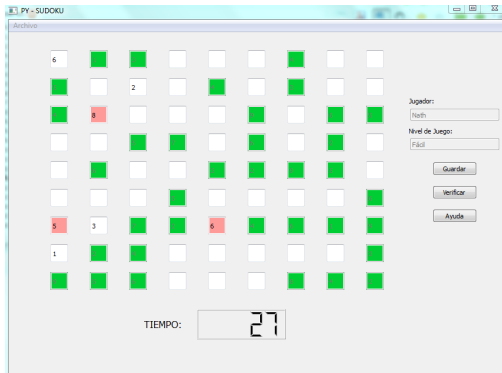 PY - SUDOKU
Archivo
6
2
8
5 3 6
1
Jugador:
Neth
Nivel de Juego:
Fácil
Guardar
Verificar
Ayuda
TIEMPO: 27